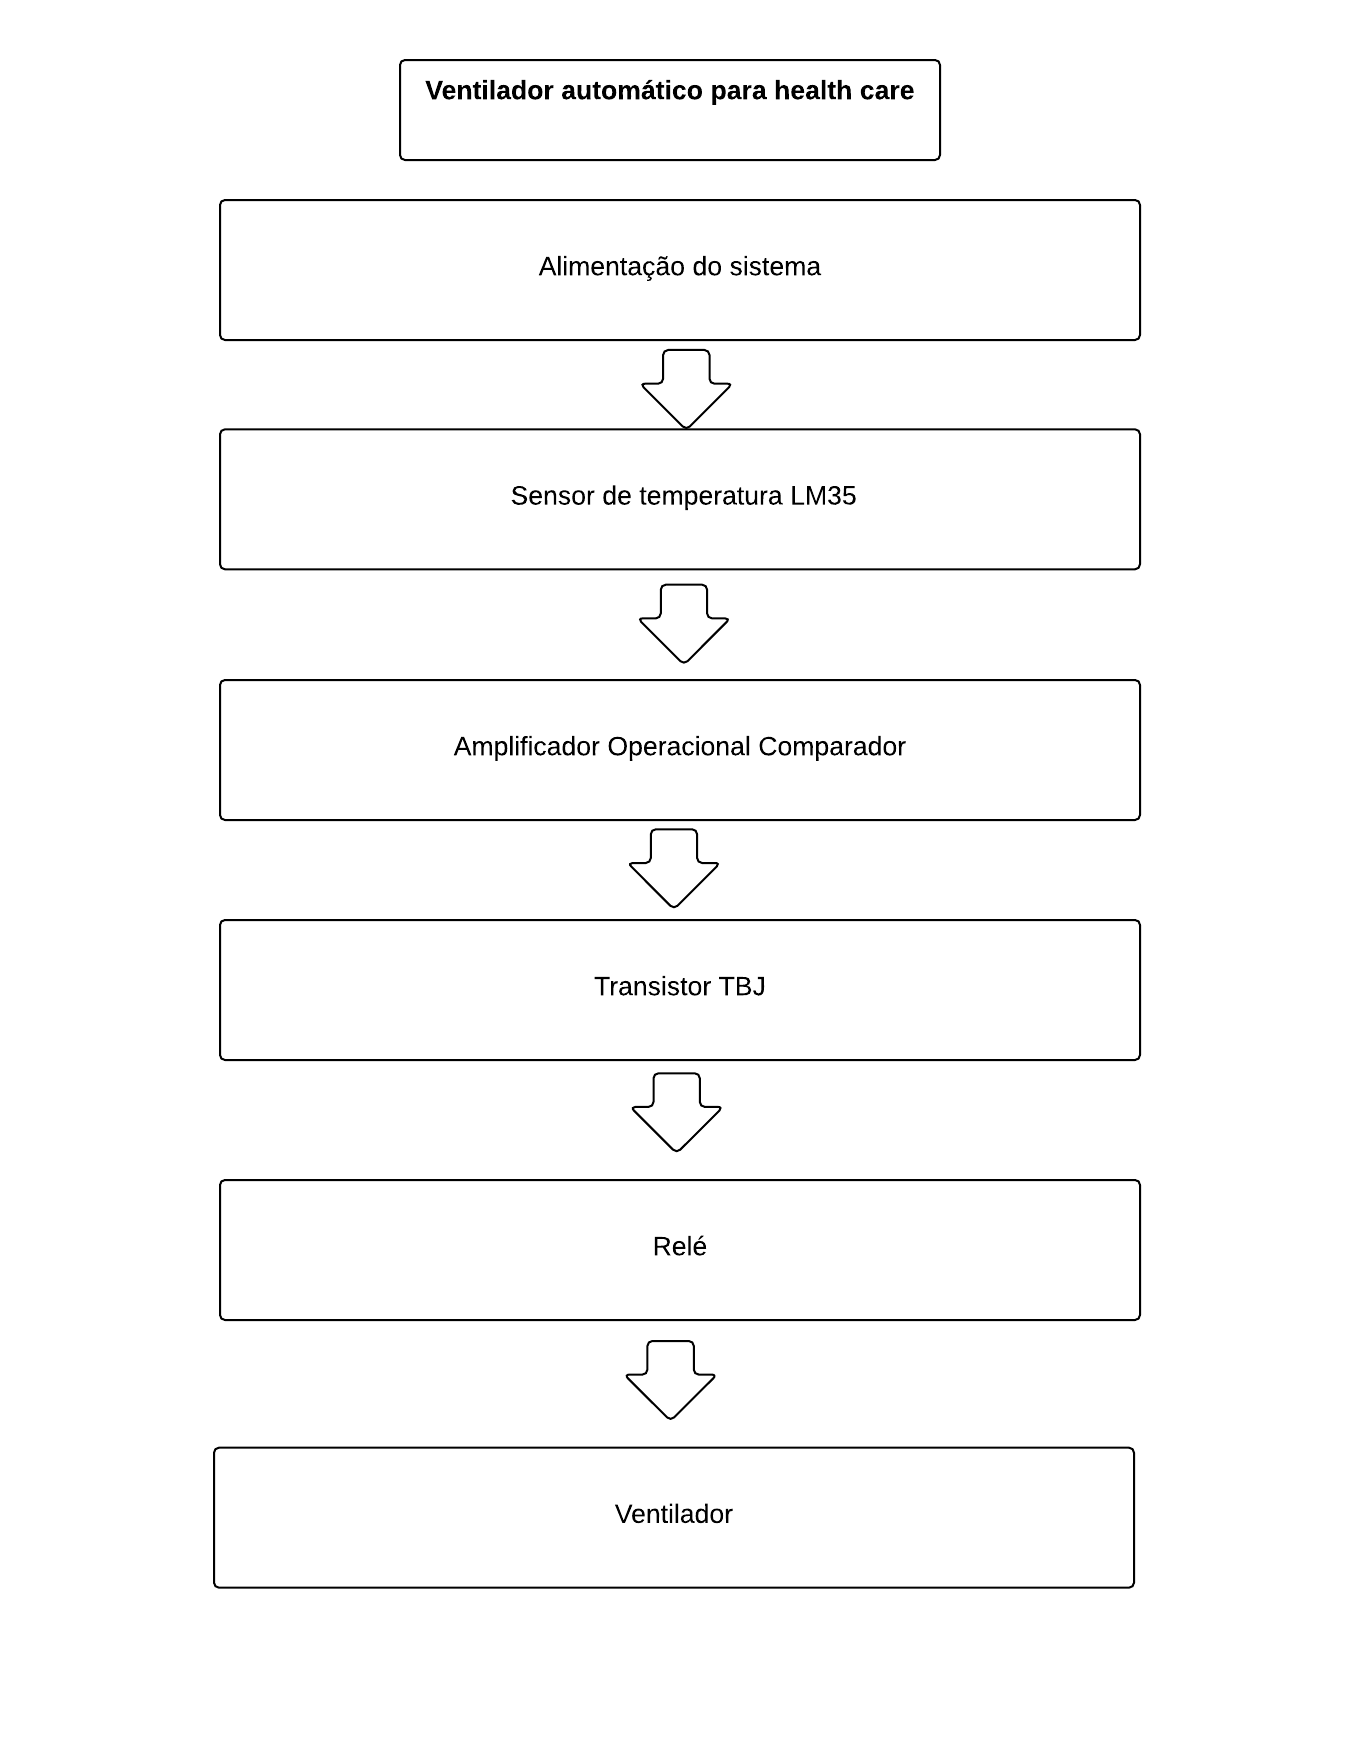 Ventilador automático para health care
Alimentação do sistema
Sensor de temperatura LM35
Amplificador Operacional Comparador
Transistor TBJ
Relé
Ventilador